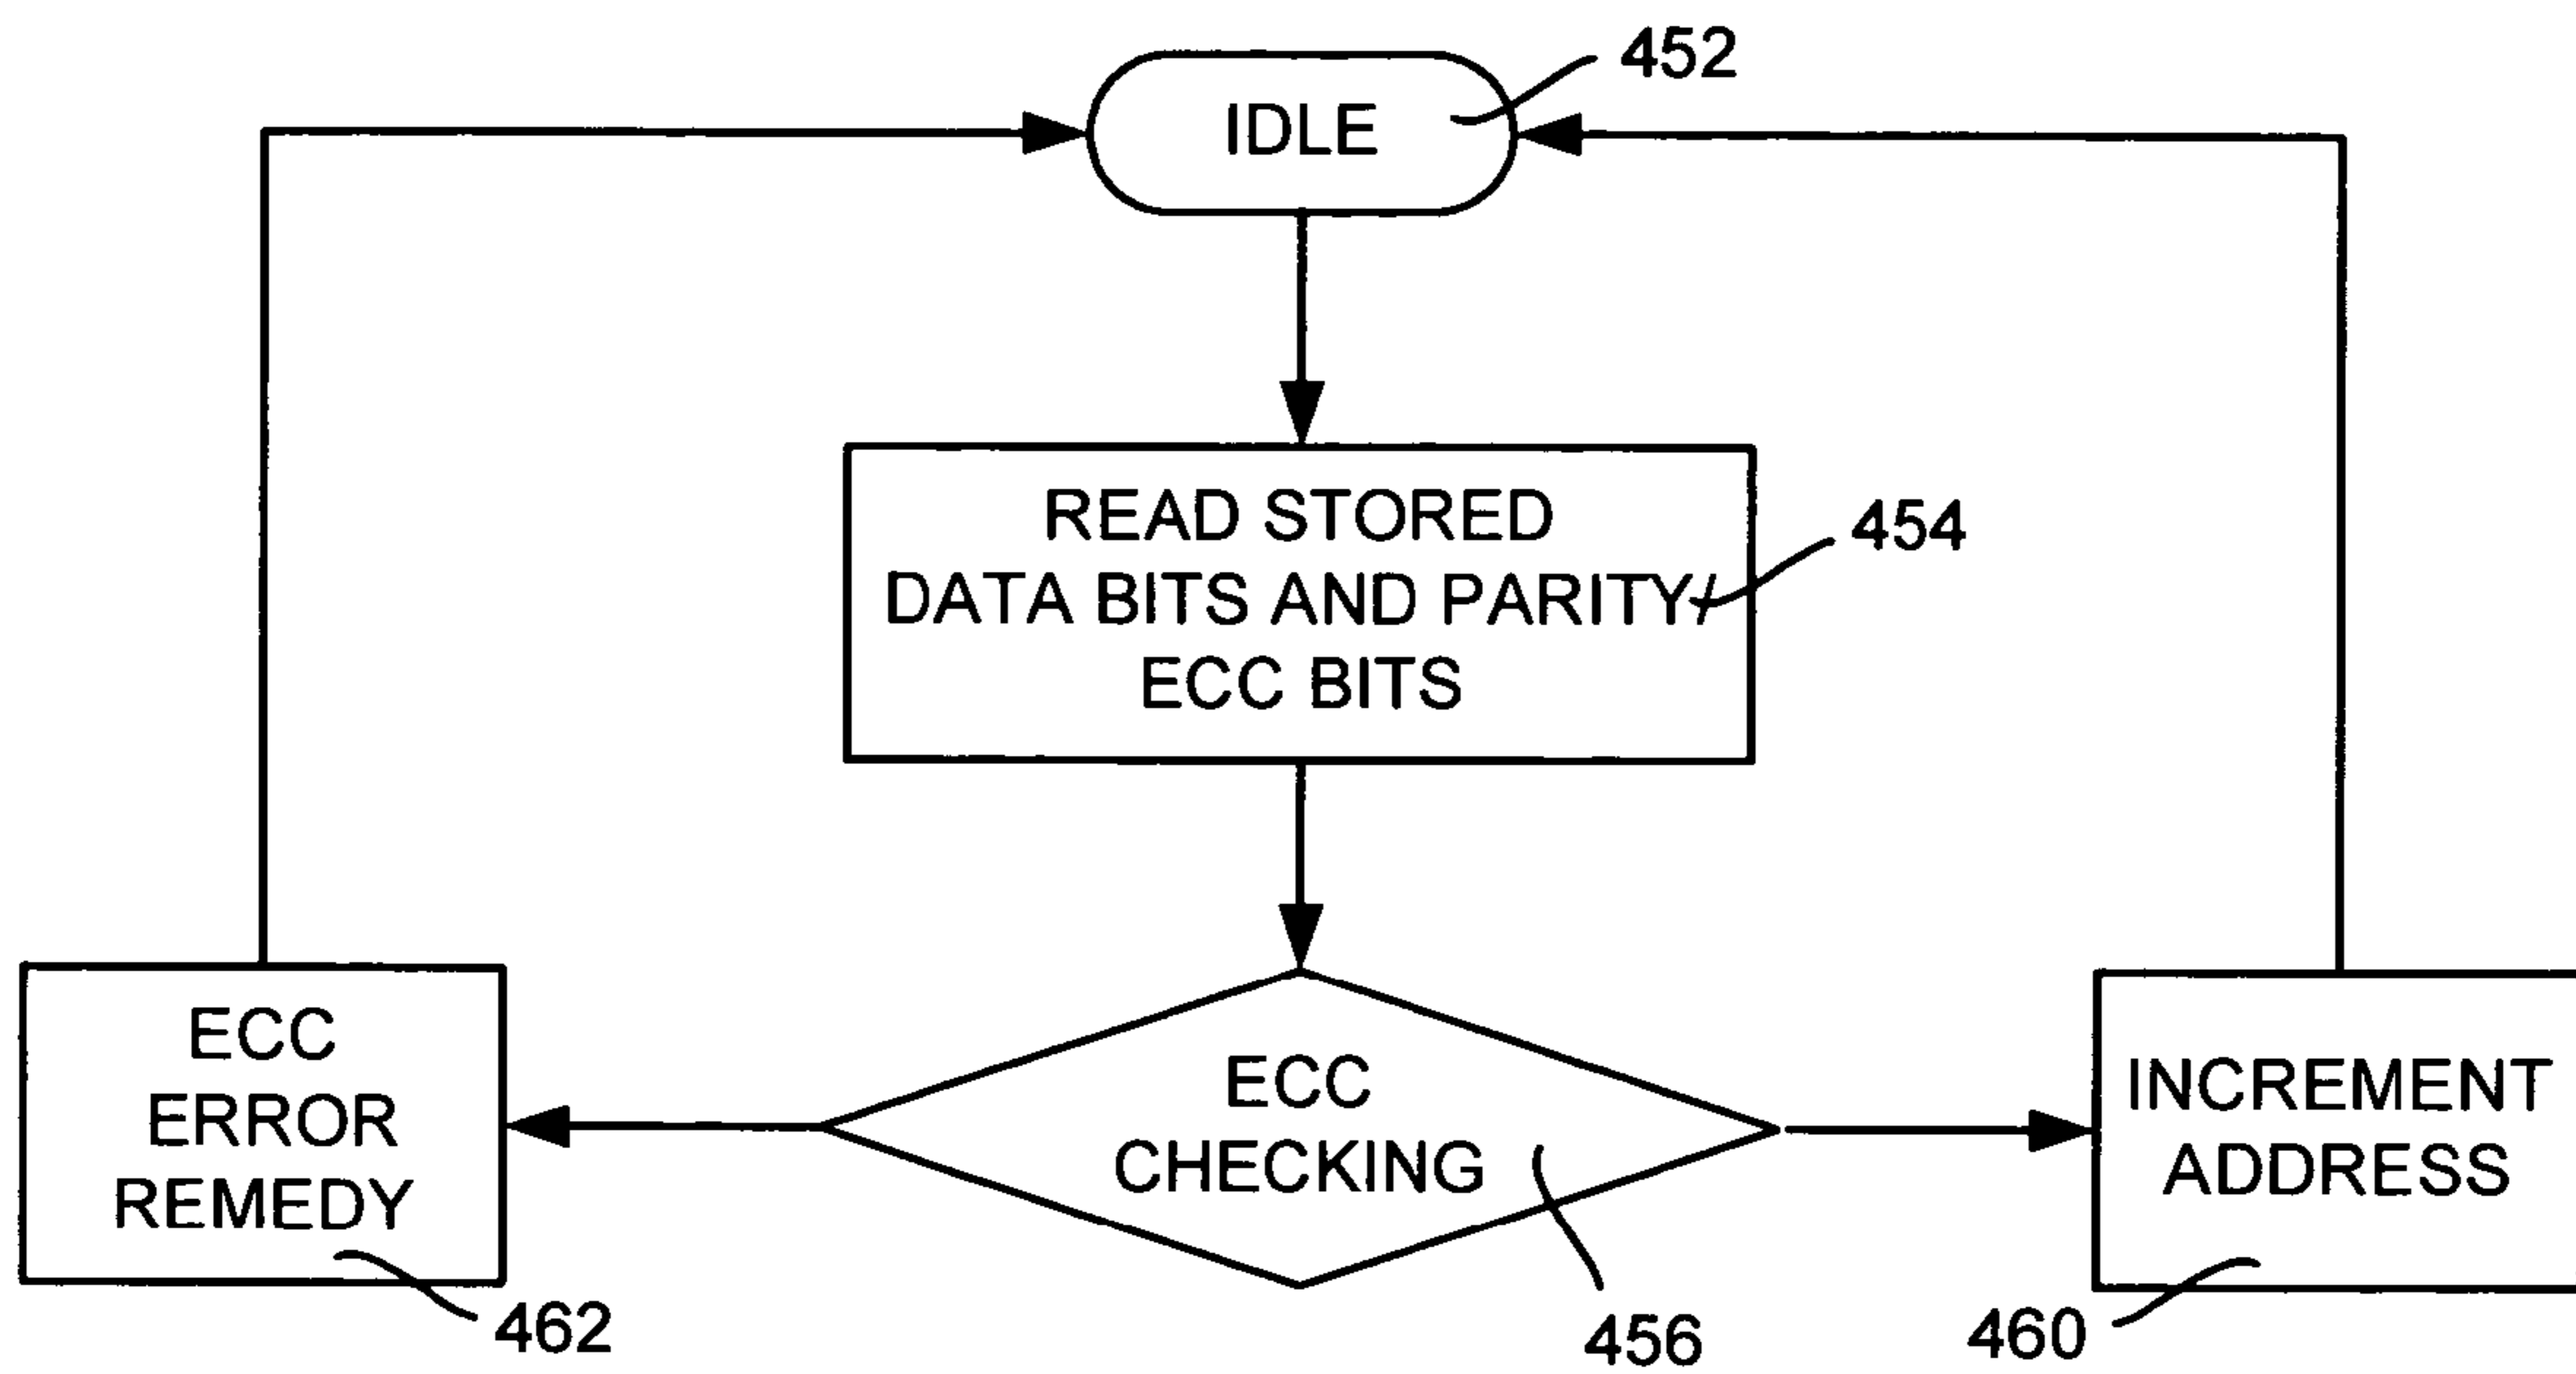 452
IDLE
READ STORED
DATA BITS AND PARITY/
ECC BITS
454
ECC
ERROR
REMEDY
462
ECC
CHECKING
456
INCREMENT
ADDRESS
460